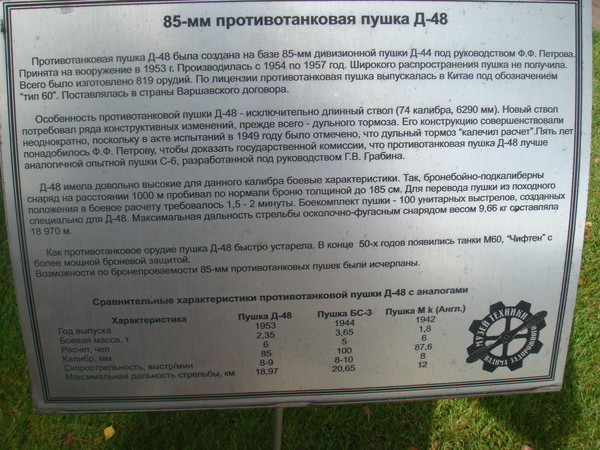 85-мм противотанковая пушка Д-48
Противотанковая пушка Д-48 была создана на базе 85-мм дивизионной пушки Д-44 под руководством Ф.Ф. Петрова.
Принята на вооружение в 1953 г. Производилась с 1954 по 1957 год. Широкого распространения пушка не получила.
Всего было изготовлено 819 орудий. По лицензии противотанковая пушка выпускалась в Китае под обозначением
"тип 60". Поставлялась в страны Варшавского договора.
Особенность противотанковой пушки Д-48 - исключительно длинный ствол (74 калибра, 6290 мм). Новый ствол
потребовал ряда конструктивных изменений, прежде всего - дульного тормоза. Его конструкцию совершенствовали
неоднократно, поскольку в акте испытаний в 1949 году было отмечено, что дульный тормоз "калечил расчет".Пять лет
понадобилось Ф.Ф. Петрову, чтобы доказать государственной комиссии, что противотанковая пушка Д-48 лучше
аналогичной опытной пушки С-6, разработанной под руководством Г.В. Грабина.
Д-48 имела довольно высокие для данного калибра боевые характеристики. Так, бронебойно-подкалиберны
снаряд на расстоянии 1000 м пробивал по нормали броню толщиной до 185 см. Для перевода пушки из походного
положения в боевое расчету требовалось 1,5 - 2 минуты. Боекомплект пушки - 100 унитарных выстрелов, созданных
специально для Д-48. Максимальная дальность стрельбы осколочно-фугасным снарядом весом 9,66 кг составляла
18 970 м.
Как противотанковое орудие пушка Д-48 быстро устарела. В конце 50-х годов появились танки М60, "Чифтен" с
более мощной броневой защитой.
Возможности по бронепроваемости 85-мм противотанковых пушек были исчерпаны.
Сравнительные характеристики противотанковой пушки Д-48 с аналогами
Характеристика Пушка Д-48 Пушка БС-3 Пушка М k (Англ.)
Год выпуска 1953 1944 1942
Боевая масса, т 2,35 3,65 1,8
Расчет, чел 6 5 6
Калибр, мм 85 100 87,6
Скорострельность, выстр/мин 8-9 8-10 8
Максимальная дальность стрельбы, км 18,97 20,65 12
МУЗЕЙ ТЕХНИКИ
ВАДИМА ЗАДОРОЖНОГО